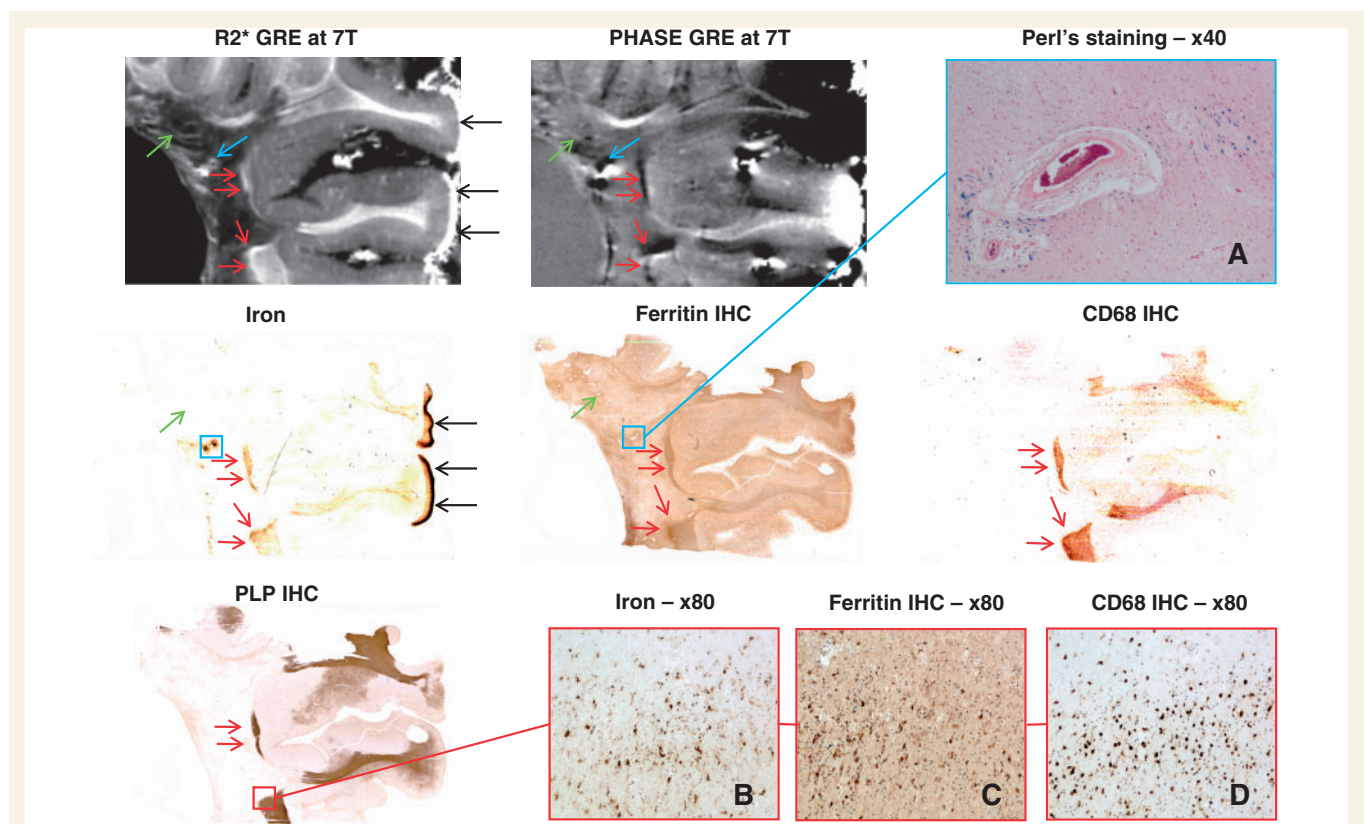 R2* GRE at 7T
PHASE GRE at 7T
Perl's staining – x40
A
Iron
Ferritin IHC
CD68 IHC
PLP IHC
Iron – x80
Ferritin IHC – x80
CD68 IHC – x80
B
C
D